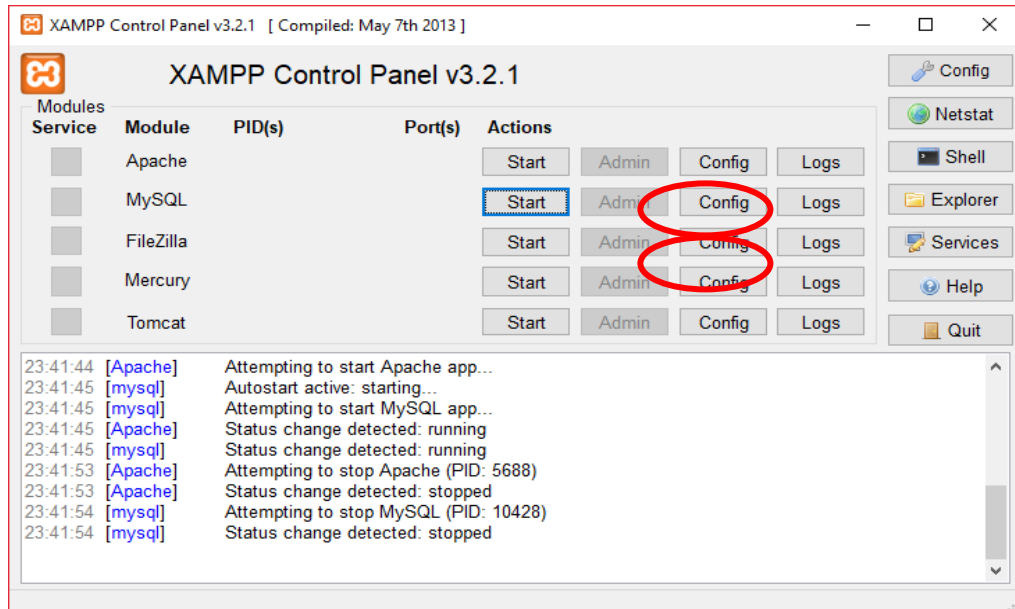 XAMPP Control Panel v3.2.1 [ Compiled: May 7th 2013 ]
XAMPP Control Panel v3.2.1
Config
Modules
Netstat
Service Module PID(s) Port(s) Actions
Apache Start Admin Config Logs
Shell
MySQL Start Admin Config Logs
Explorer
FileZilla Start Admin Config Logs
Services
Mercury Start Admin Config Logs
Help
Tomcat Start Admin Config Logs
Quit
23:41:44 [Apache] Attempting to start Apache app...
23:41:45 [mysql] Autostart active: starting...
23:41:45 [mysql] Attempting to start MySQL app...
23:41:45 [Apache] Status change detected: running
23:41:45 [mysql] Status change detected: running
23:41:53 [Apache] Attempting to stop Apache (PID: 5688)
23:41:53 [Apache] Status change detected: stopped
23:41:54 [mysql] Attempting to stop MySQL (PID: 10428)
23:41:54 [mysql] Status change detected: stopped